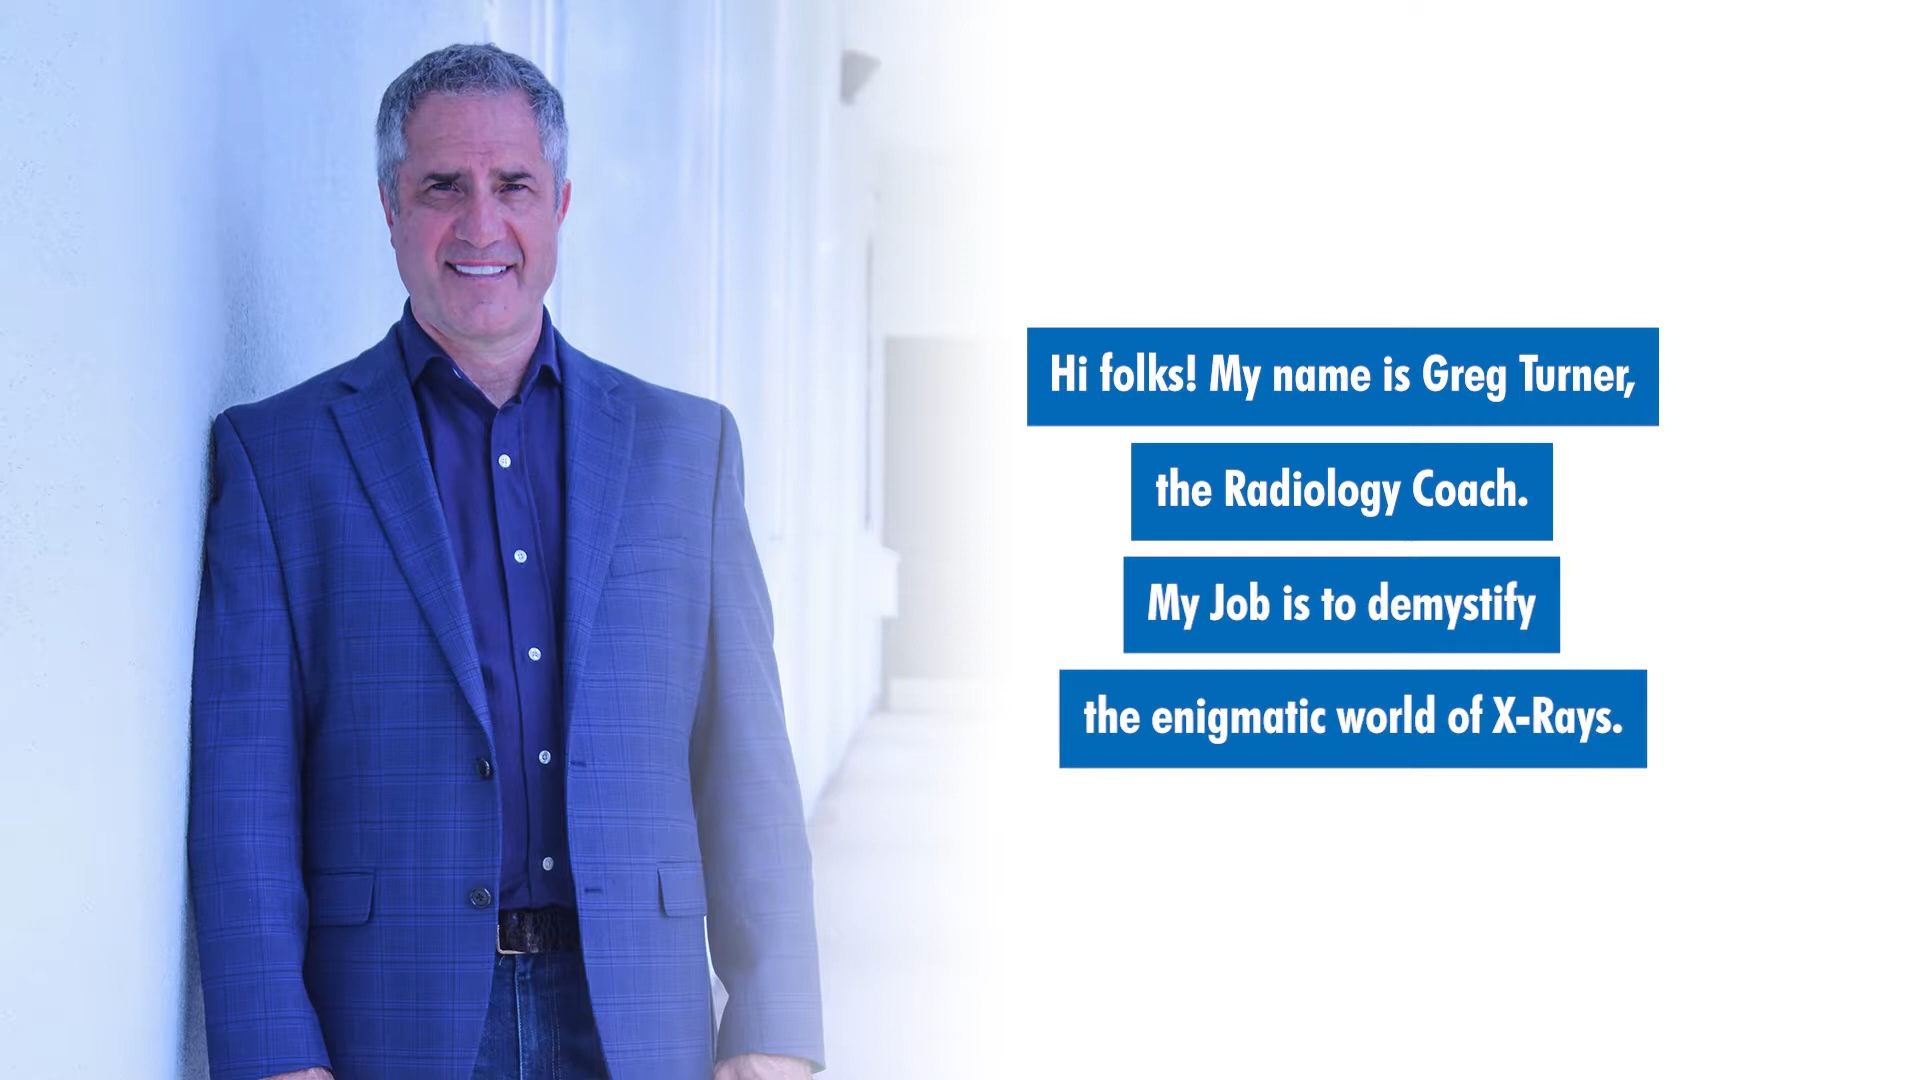 Hi folks! My name is Greg Turner,
the Radiology Coach.
My Job is to demystify
the enigmatic world of X-Rays.